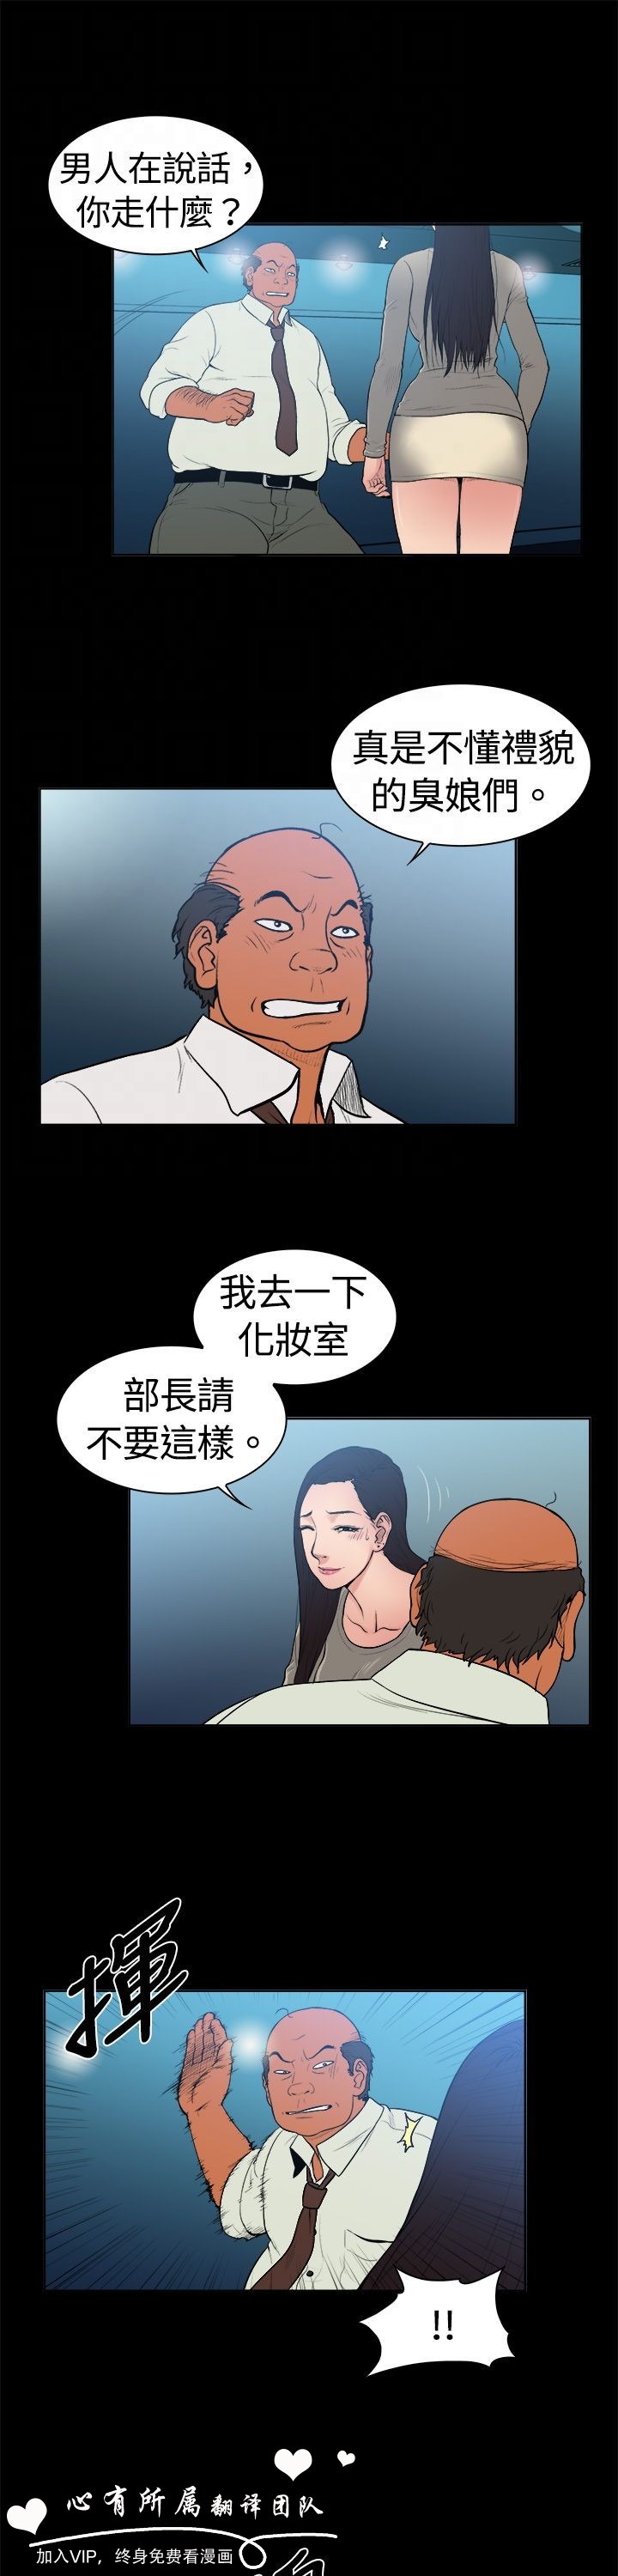 男人在說話，
你走什麼？
真是不懂禮貌
的臭娘們。
我去一下
化妝室
部長請
不要這樣。
揮
!!
心有所属翻译团队
加入VIP，终身免费看漫画